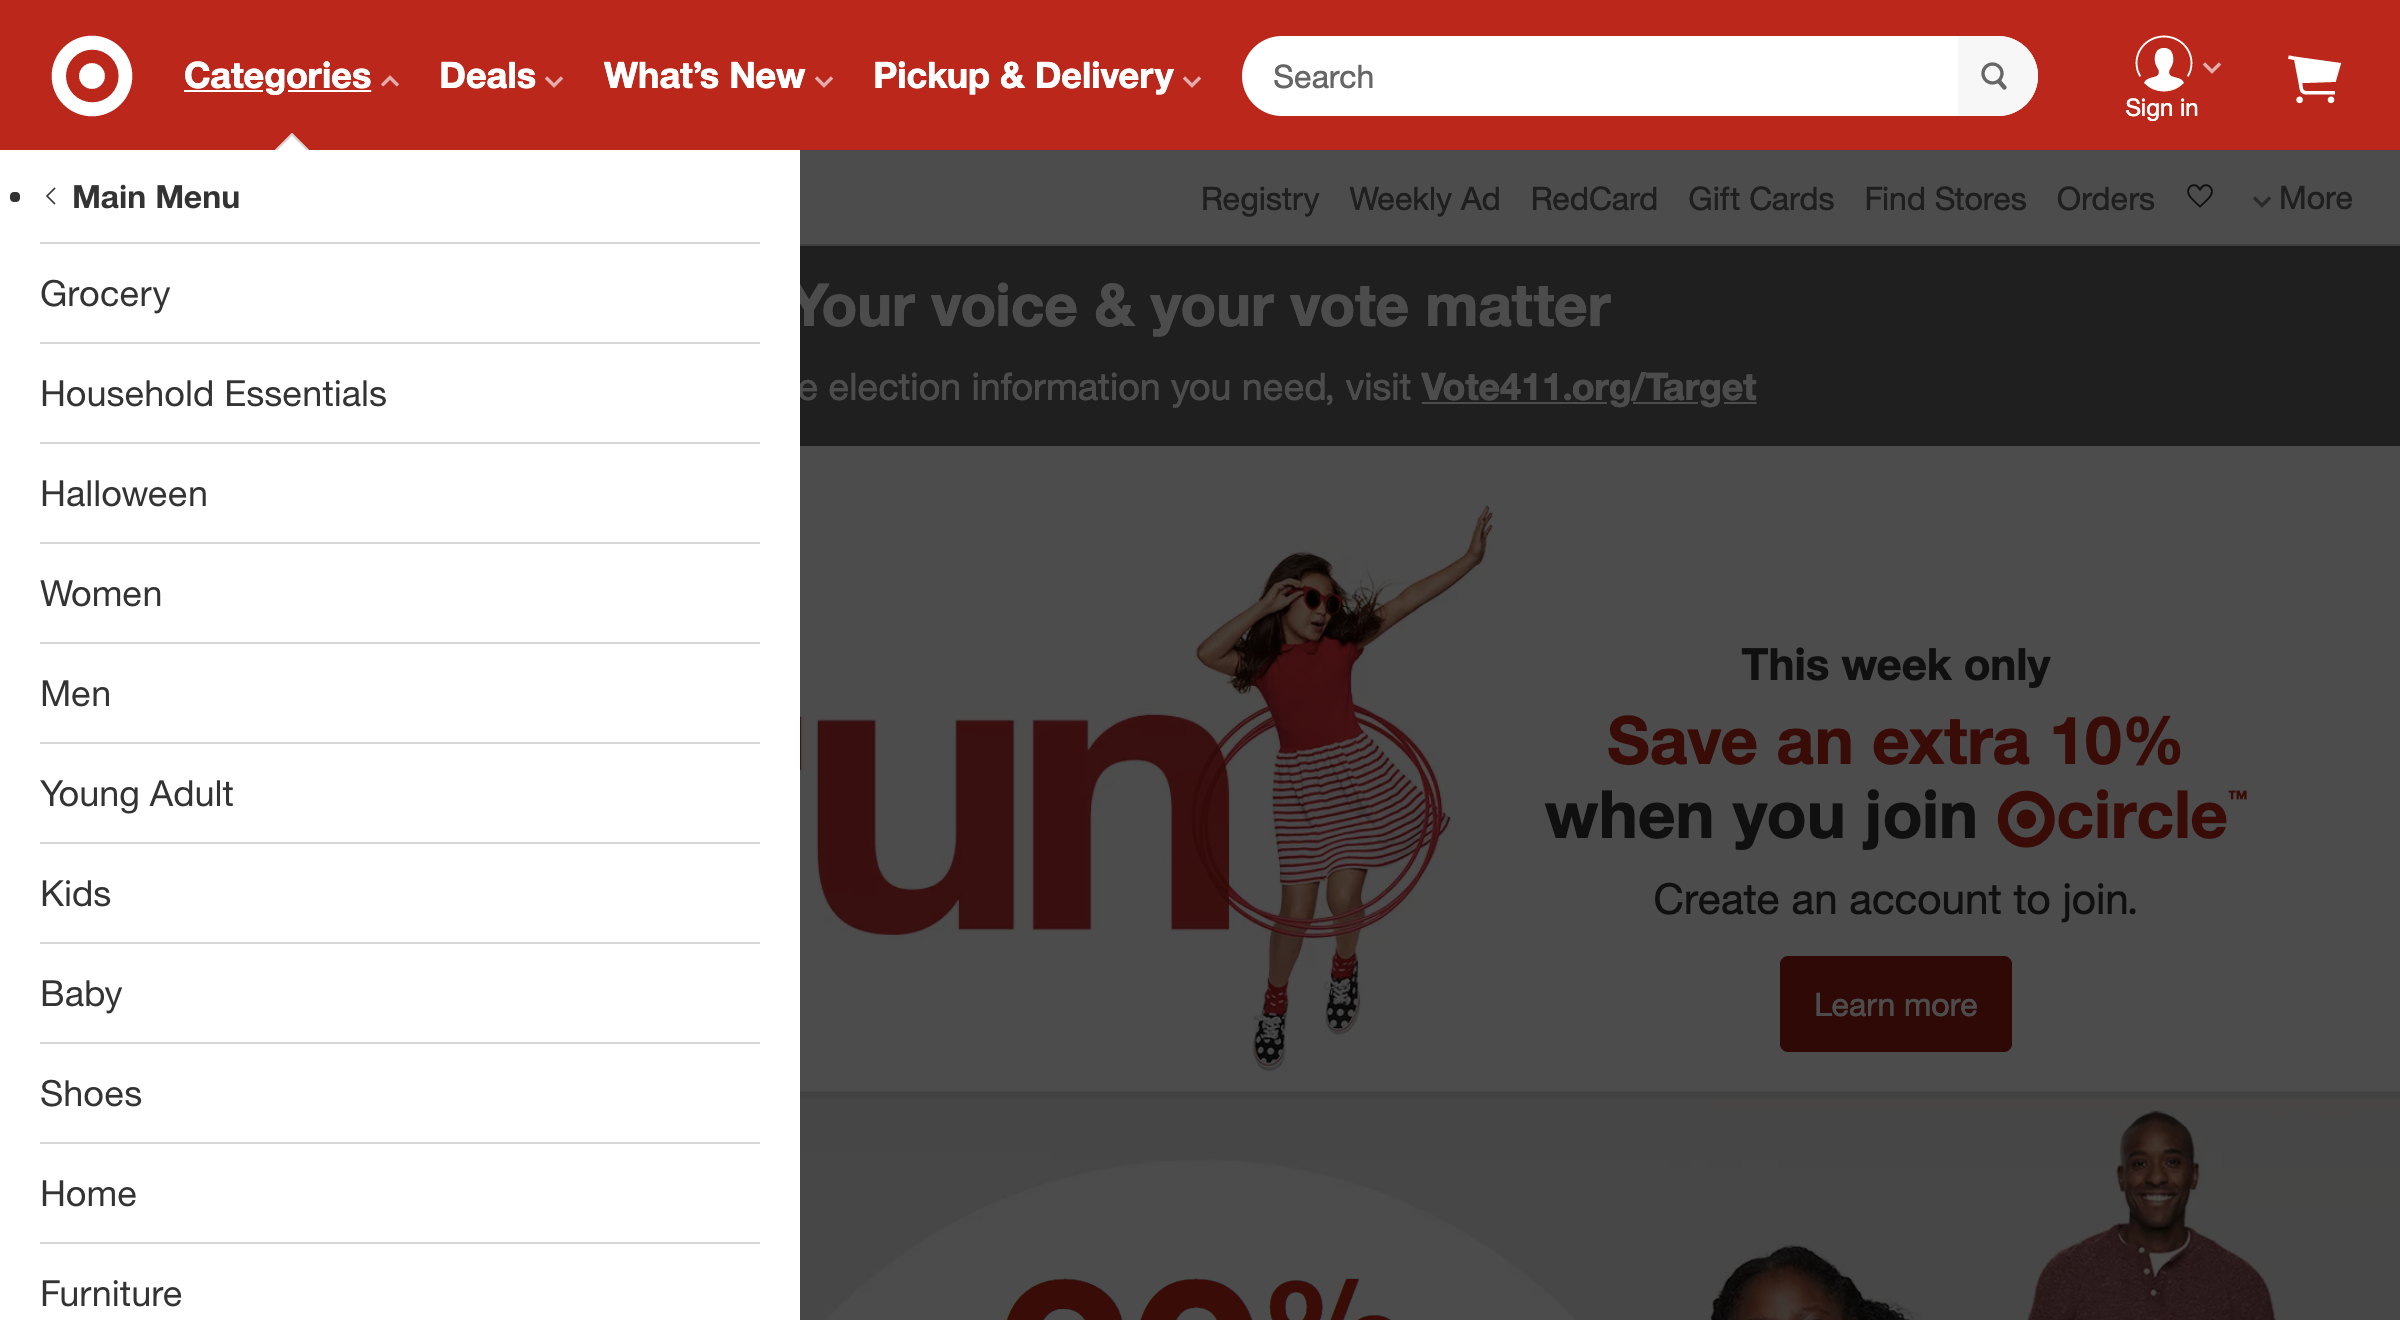 Categories Deals What's New Pickup & Delivery Search Sign in
Main Menu
Grocery
Household Essentials
Halloween
Women
Men
Young Adult
Kids
Baby
Shoes
Home
Furniture
Registry Weekly Ad RedCard Gift Cards Find Stores Orders More
Your voice & your vote matter
election information you need, visit Vote411.org/Target
This week only
Save an extra 10%
when you join circle™
Create an account to join.
Learn more